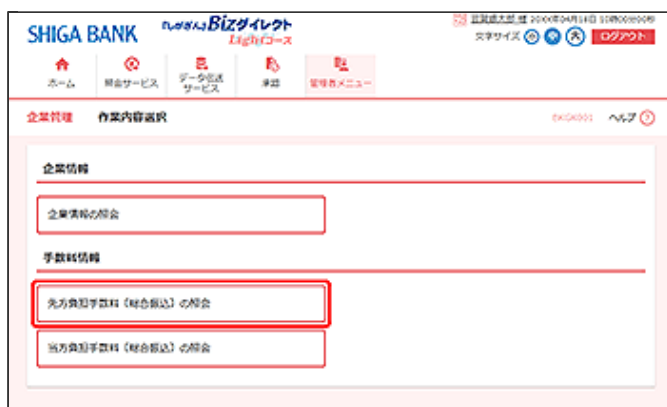 SHIGA BANK
『しがぎん』Bizダイレクト
Lightコース
文字サイズ 小 中 大 ログアウト
ホーム 照会サービス データ伝送サービス 承認 管理者メニュー
企業管理 作業内容選択
BKGK001 ヘルプ ?
企業情報
企業情報の照会
手数料情報
先方負担手数料（総合振込）の照会
当方負担手数料（総合振込）の照会